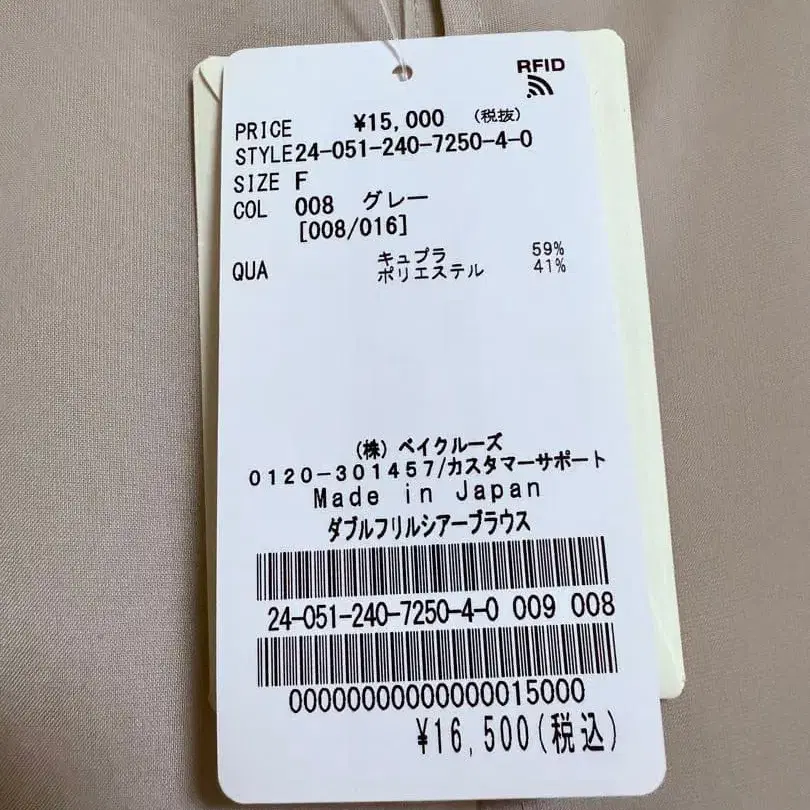 RFID
PRICE ¥15,000 (税抜)
STYLE24-051-240-7250-4-0
SIZE F
COL 008 グレー
[008/016]
QUA キュプラ 59%
ポリエステル 41%
(株) ベイクルーズ
0120-301457/カスタマーサポート
Made in Japan
ダブルフリルシアーブラウス
24-051-240-7250-4-0 009 008
00000000000000015000
¥16,500(税込)